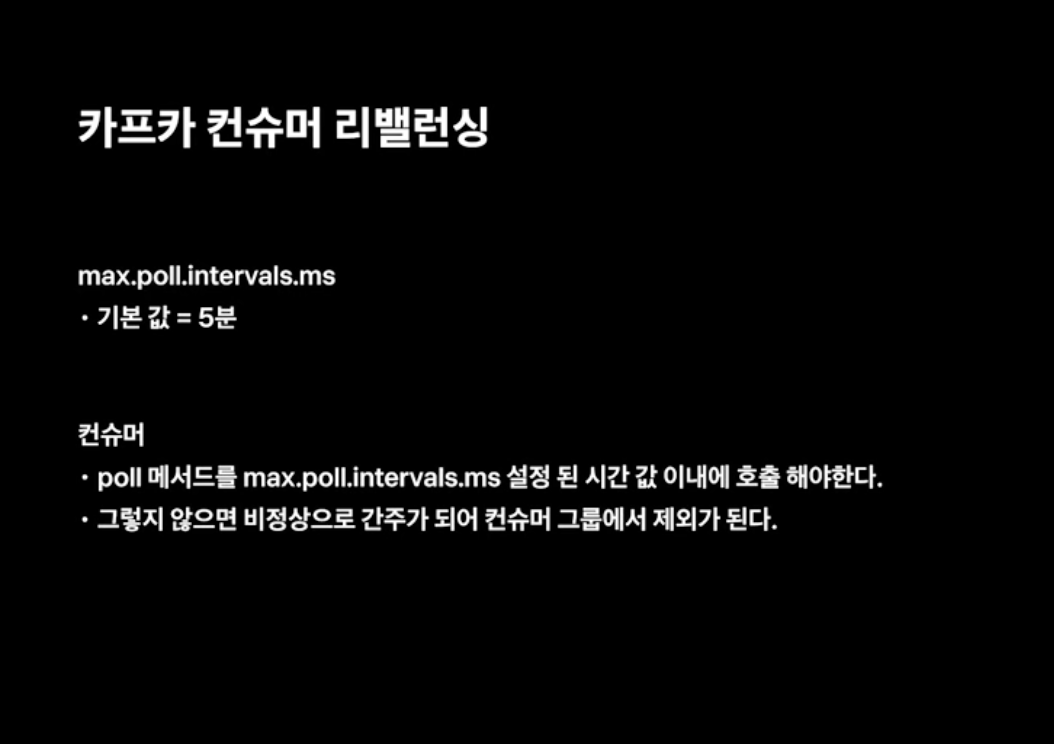 카프카 컨슈머 리밸런싱
max.poll.intervals.ms
• 기본 값 = 5분
컨슈머
• poll 메서드를 max.poll.intervals.ms 설정 된 시간 값 이내에 호출 해야한다.
• 그렇지 않으면 비정상으로 간주가 되어 컨슈머 그룹에서 제외가 된다.